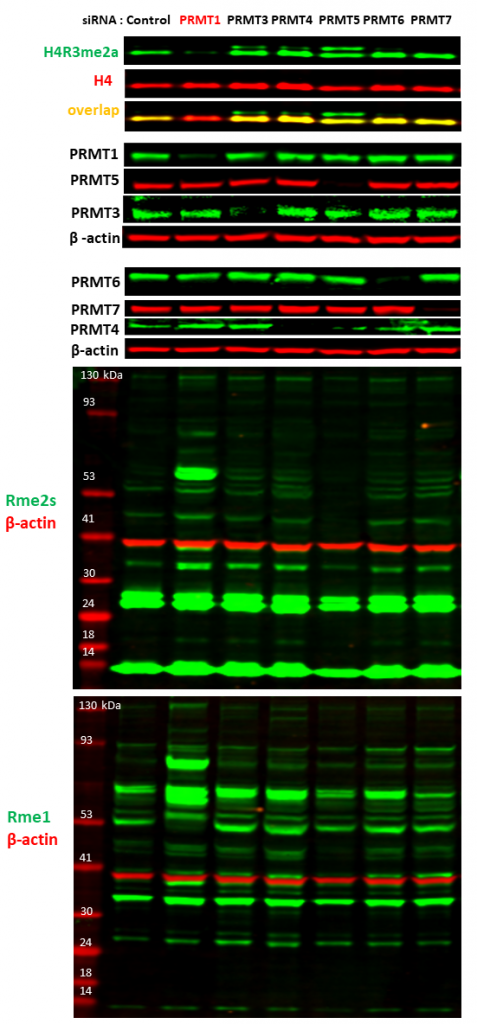 siRNA : Control PRMT1 PRMT3 PRMT4 PRMT5 PRMT6 PRMT7
H4R3me2a
H4
overlap
PRMT1
PRMT5
PRMT3
β -actin
PRMT6
PRMT7
PRMT4
β-actin
130 kDa
93
53
Rme2s
β-actin
41
30
24
18
14
130 kDa
93
53
Rme1
β-actin
41
30
24
18
14